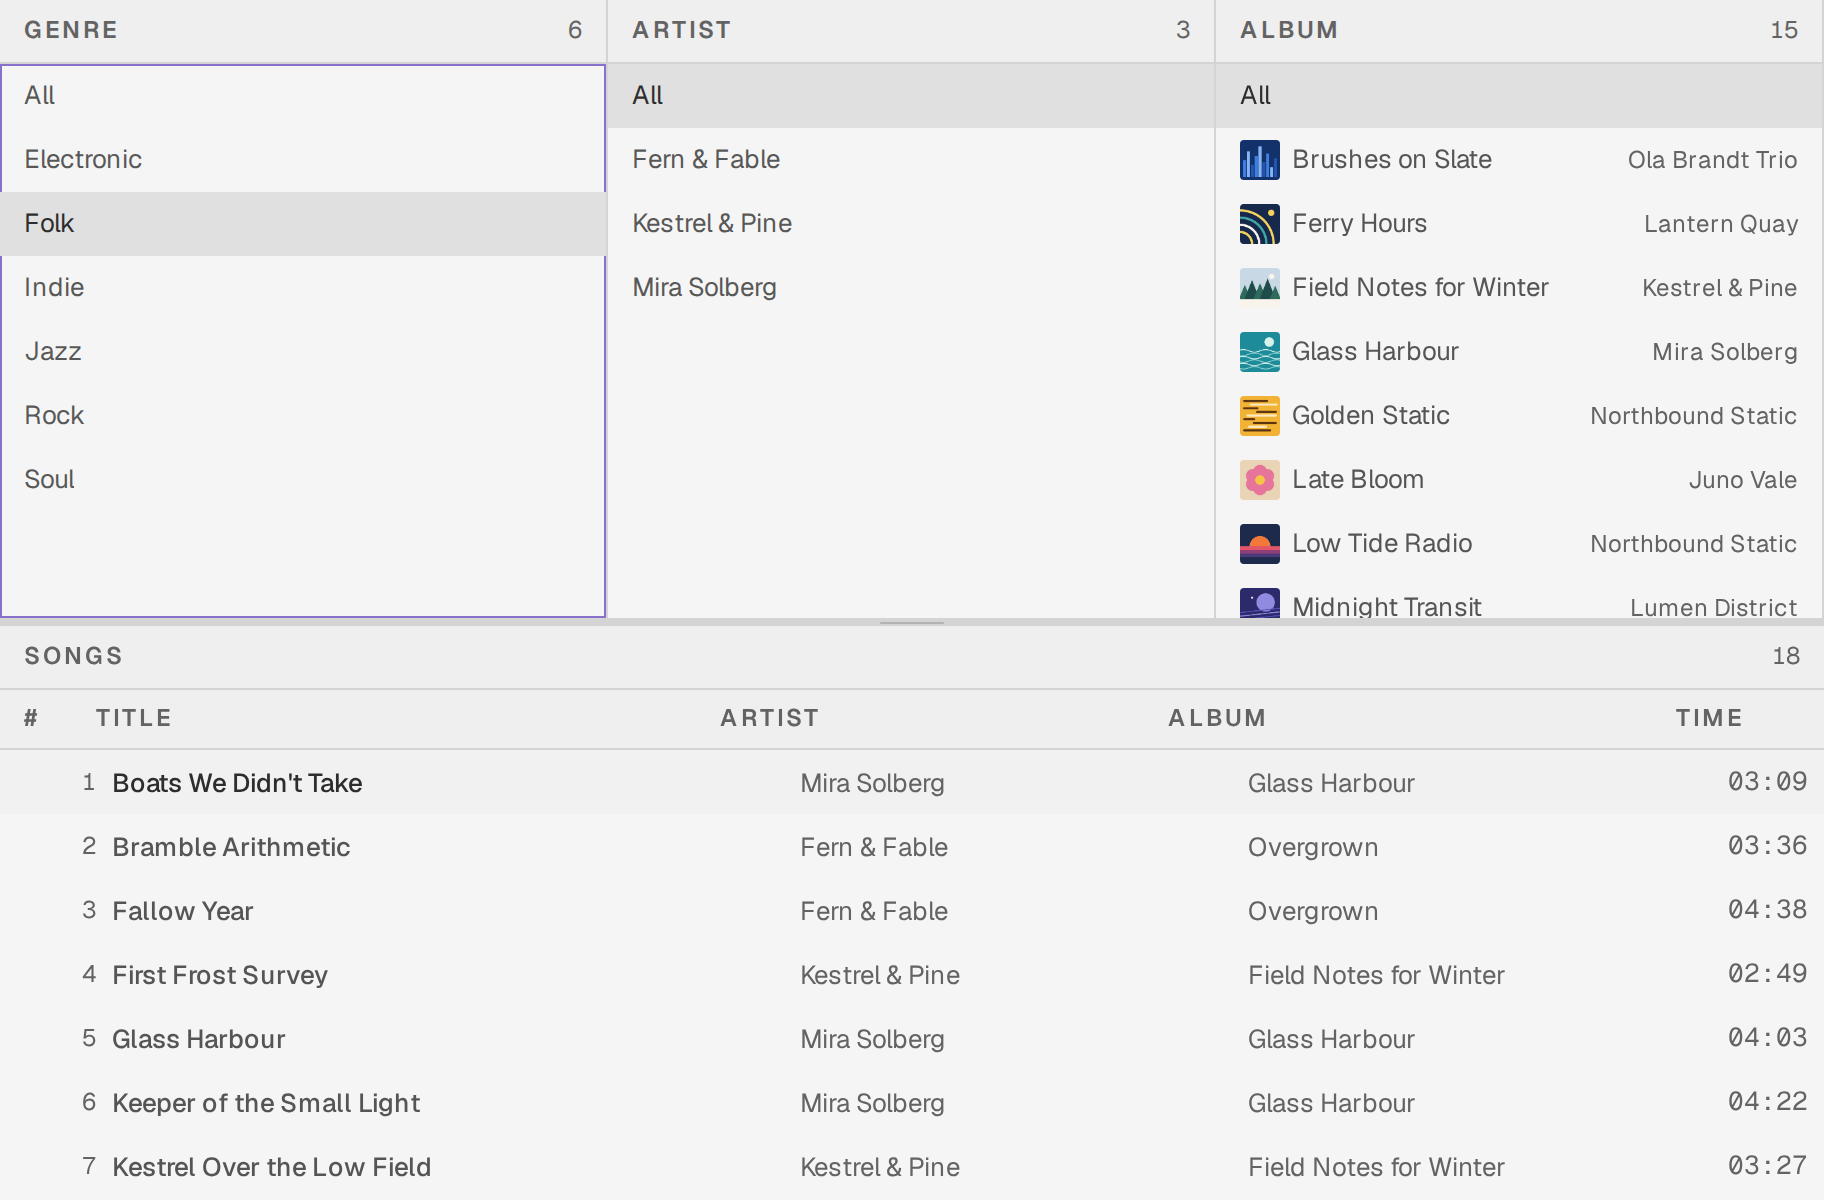 GENRE 6
All
Electronic
Folk
Indie
Jazz
Rock
Soul
ARTIST 3
All
Fern & Fable
Kestrel & Pine
Mira Solberg
ALBUM 15
All
Brushes on Slate Ola Brandt Trio
Ferry Hours Lantern Quay
Field Notes for Winter Kestrel & Pine
Glass Harbour Mira Solberg
Golden Static Northbound Static
Late Bloom Juno Vale
Low Tide Radio Northbound Static
Midnight Transit Lumen District
SONGS 18
# TITLE ARTIST ALBUM TIME
1 Boats We Didn't Take Mira Solberg Glass Harbour 03:09
2 Bramble Arithmetic Fern & Fable Overgrown 03:36
3 Fallow Year Fern & Fable Overgrown 04:38
4 First Frost Survey Kestrel & Pine Field Notes for Winter 02:49
5 Glass Harbour Mira Solberg Glass Harbour 04:03
6 Keeper of the Small Light Mira Solberg Glass Harbour 04:22
7 Kestrel Over the Low Field Kestrel & Pine Field Notes for Winter 03:27